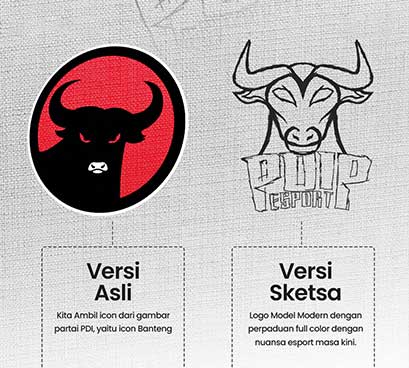 PDIP
ESPORT
Versi
Asli
Kita Ambil icon dari gambar
partai PDI, yaitu icon Banteng
Versi
Sketsa
Logo Model Modern dengan
perpaduan full color dengan
nuansa esport masa kini.